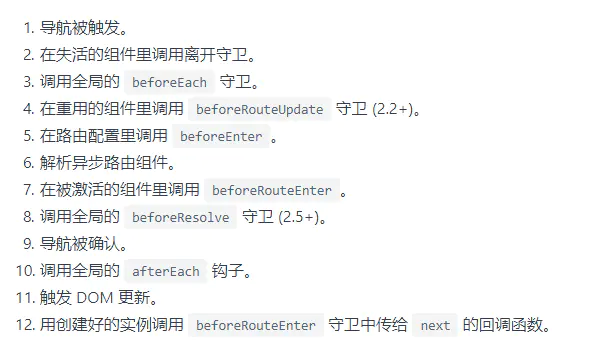 1. 导航被触发。
2. 在失活的组件里调用离开守卫。
3. 调用全局的 beforeEach 守卫。
4. 在重用的组件里调用 beforeRouteUpdate 守卫 (2.2+)。
5. 在路由配置里调用 beforeEnter。
6. 解析异步路由组件。
7. 在被激活的组件里调用 beforeRouteEnter。
8. 调用全局的 beforeResolve 守卫 (2.5+)。
9. 导航被确认。
10. 调用全局的 afterEach 钩子。
11. 触发 DOM 更新。
12. 用创建好的实例调用 beforeRouteEnter 守卫中传给 next 的回调函数。